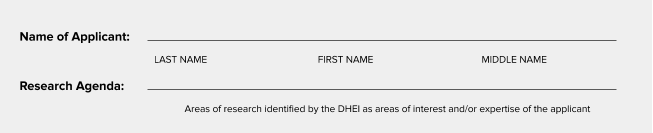 Name of Applicant:
LAST NAME FIRST NAME MIDDLE NAME
Research Agenda:
Areas of research identified by the DHEI as areas of interest and/or expertise of the applicant